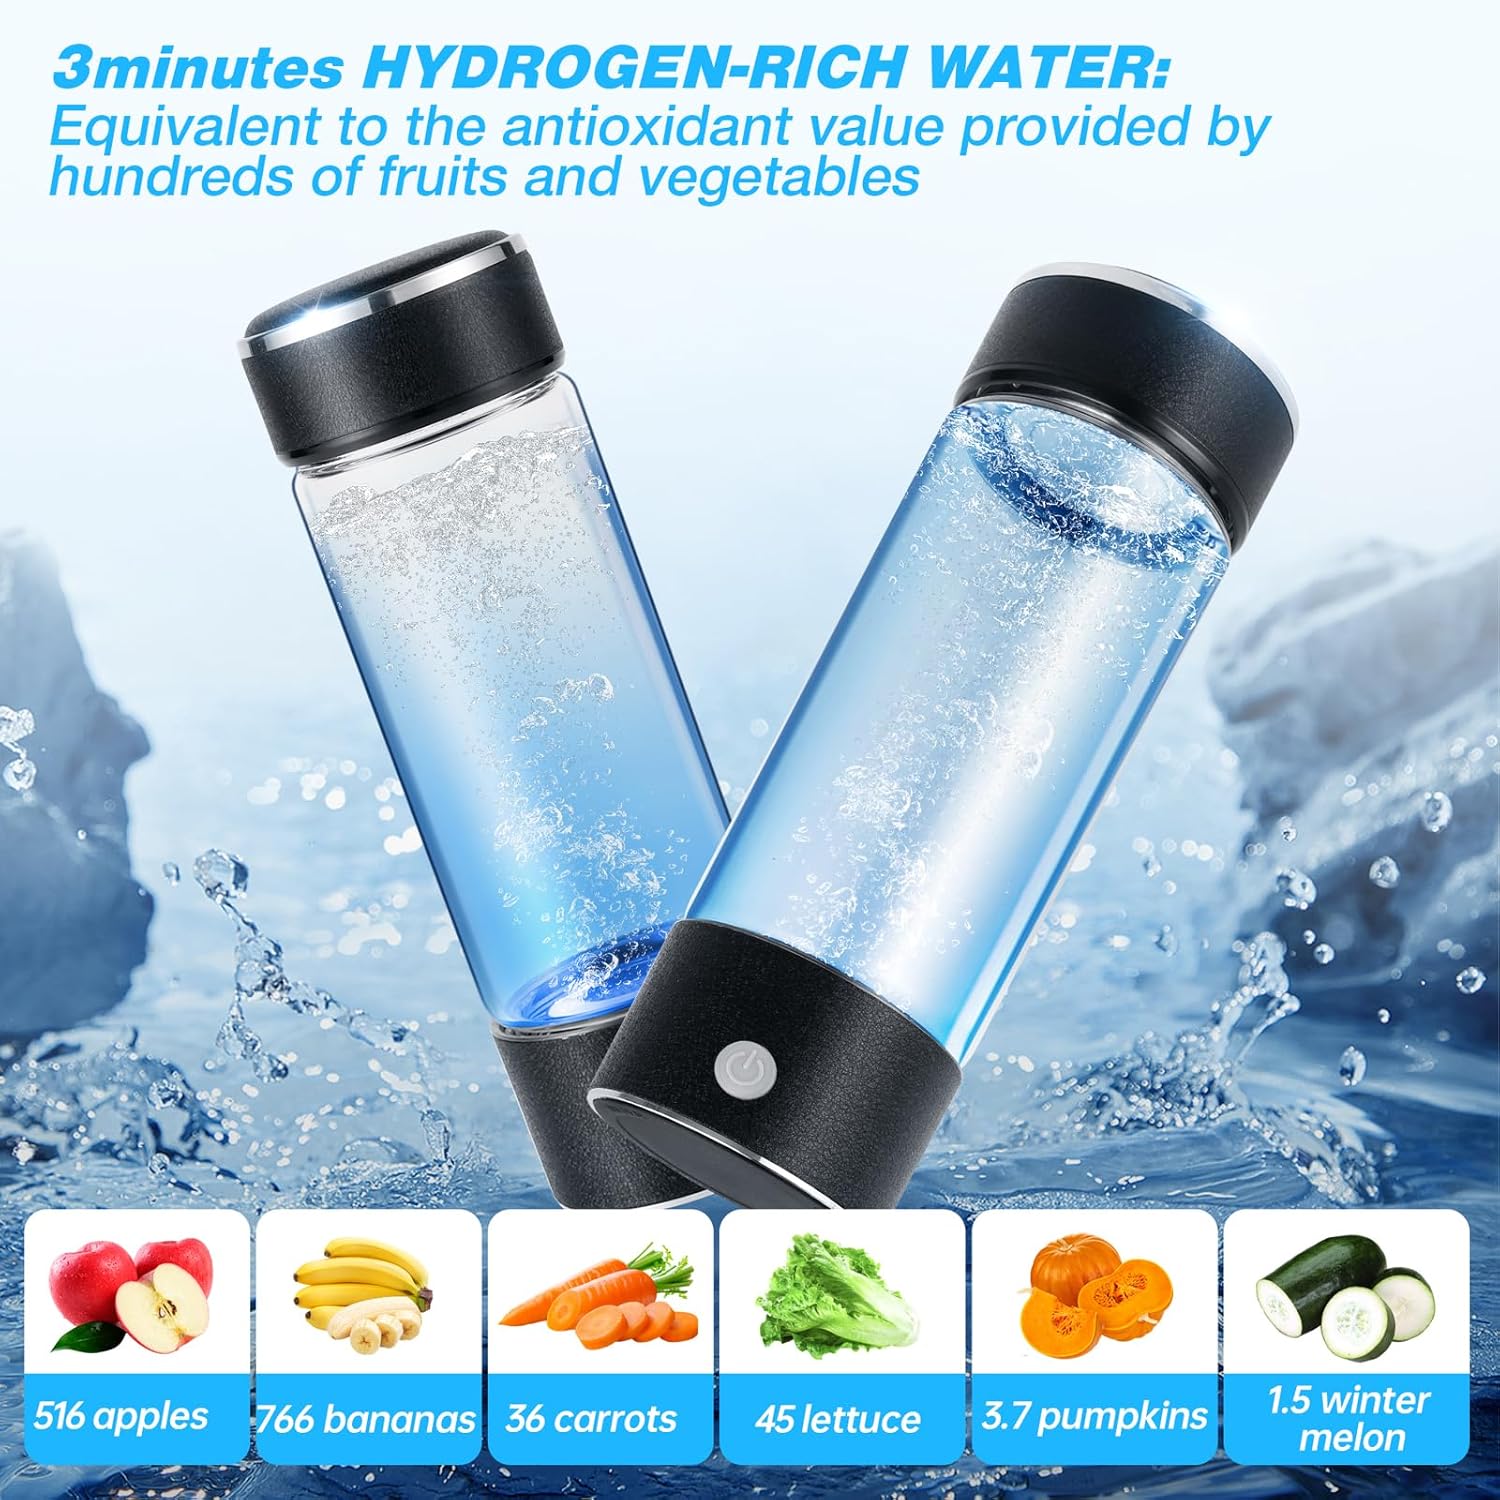 3minutes HYDROGEN-RICH WATER:
Equivalent to the antioxidant value provided by
hundreds of fruits and vegetables
516 apples
766 bananas
36 carrots
45 lettuce
3.7 pumpkins
1.5 winter
melon